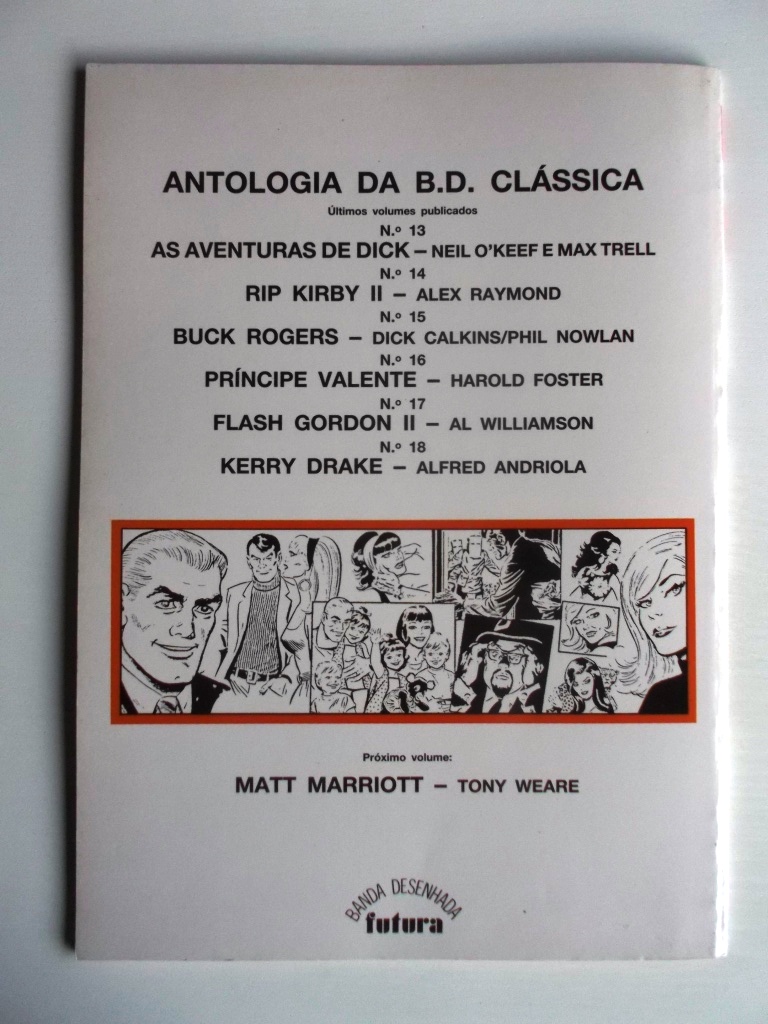 ANTOLOGIA DA B.D. CLÁSSICA
Últimos volumes publicados
N.º 13
AS AVENTURAS DE DICK – NEIL O'KEEF E MAX TRELL
N.º 14
RIP KIRBY II – ALEX RAYMOND
N.º 15
BUCK ROGERS – DICK CALKINS/PHIL NOWLAN
N.º 16
PRÍNCIPE VALENTE – HAROLD FOSTER
N.º 17
FLASH GORDON II – AL WILLIAMSON
N.º 18
KERRY DRAKE – ALFRED ANDRIOLA
Próximo volume:
MATT MARRIOTT – TONY WEARE
BANDA DESENHADA
futura